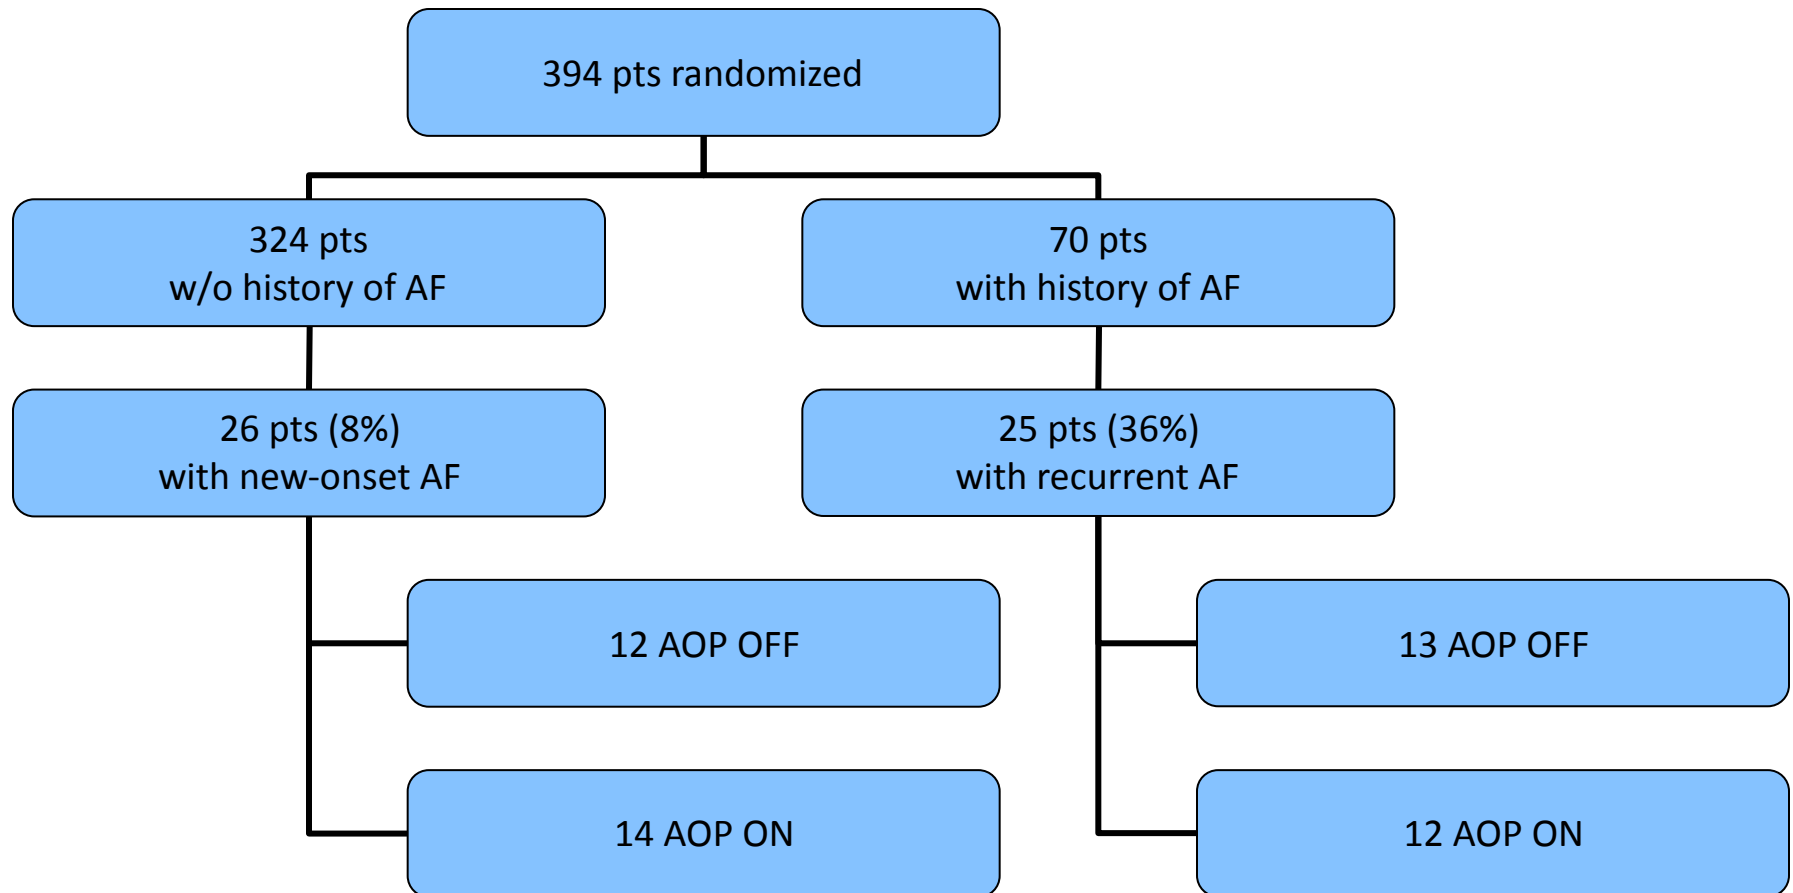 394 pts randomized
324 pts
w/o history of AF
70 pts
with history of AF
26 pts (8%)
with new-onset AF
25 pts (36%)
with recurrent AF
12 AOP OFF
13 AOP OFF
14 AOP ON
12 AOP ON